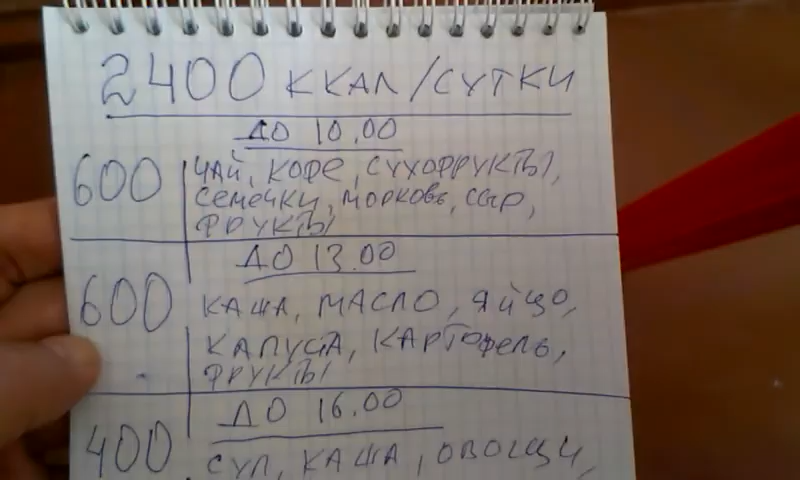 2400 ККАЛ/СУТКИ
ДО 10.00
600 ЧАЙ, КОФЕ, СУХОФРУКТЫ,
СЕМЕЧКИ, МОРКОВЬ, СЫР,
ФРУКТЫ
ДО 13.00
600 КАША, МАСЛО, ЯЙЦО,
КАПУСТА, КАРТОФЕЛЬ,
ФРУКТЫ
ДО 16.00
400 СУП, КАША, ОВОЩИ,